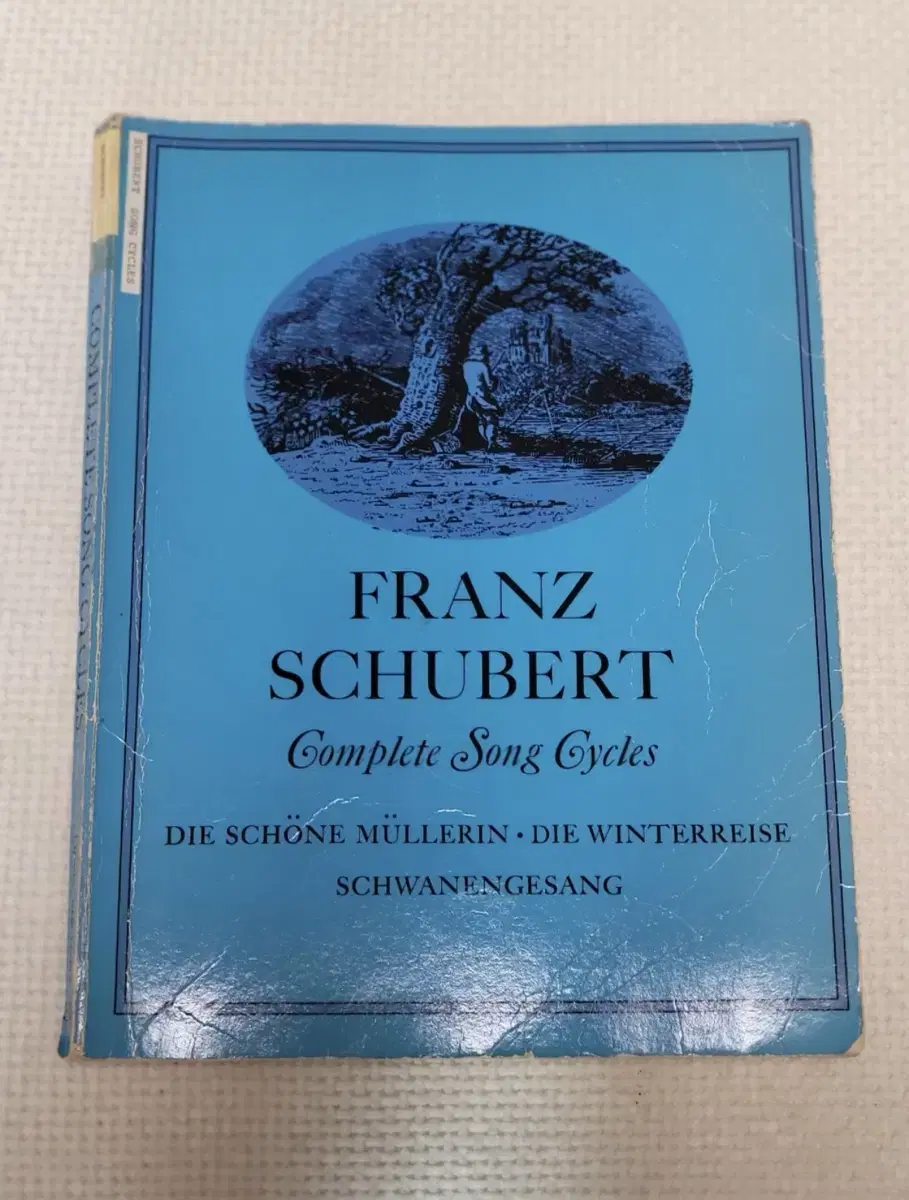 SCHUBERT SONG CYCLES
COMPLETE SONG CYCLES
FRANZ
SCHUBERT
Complete Song Cycles
DIE SCHÖNE MÜLLERIN • DIE WINTERREISE
SCHWANENGESANG